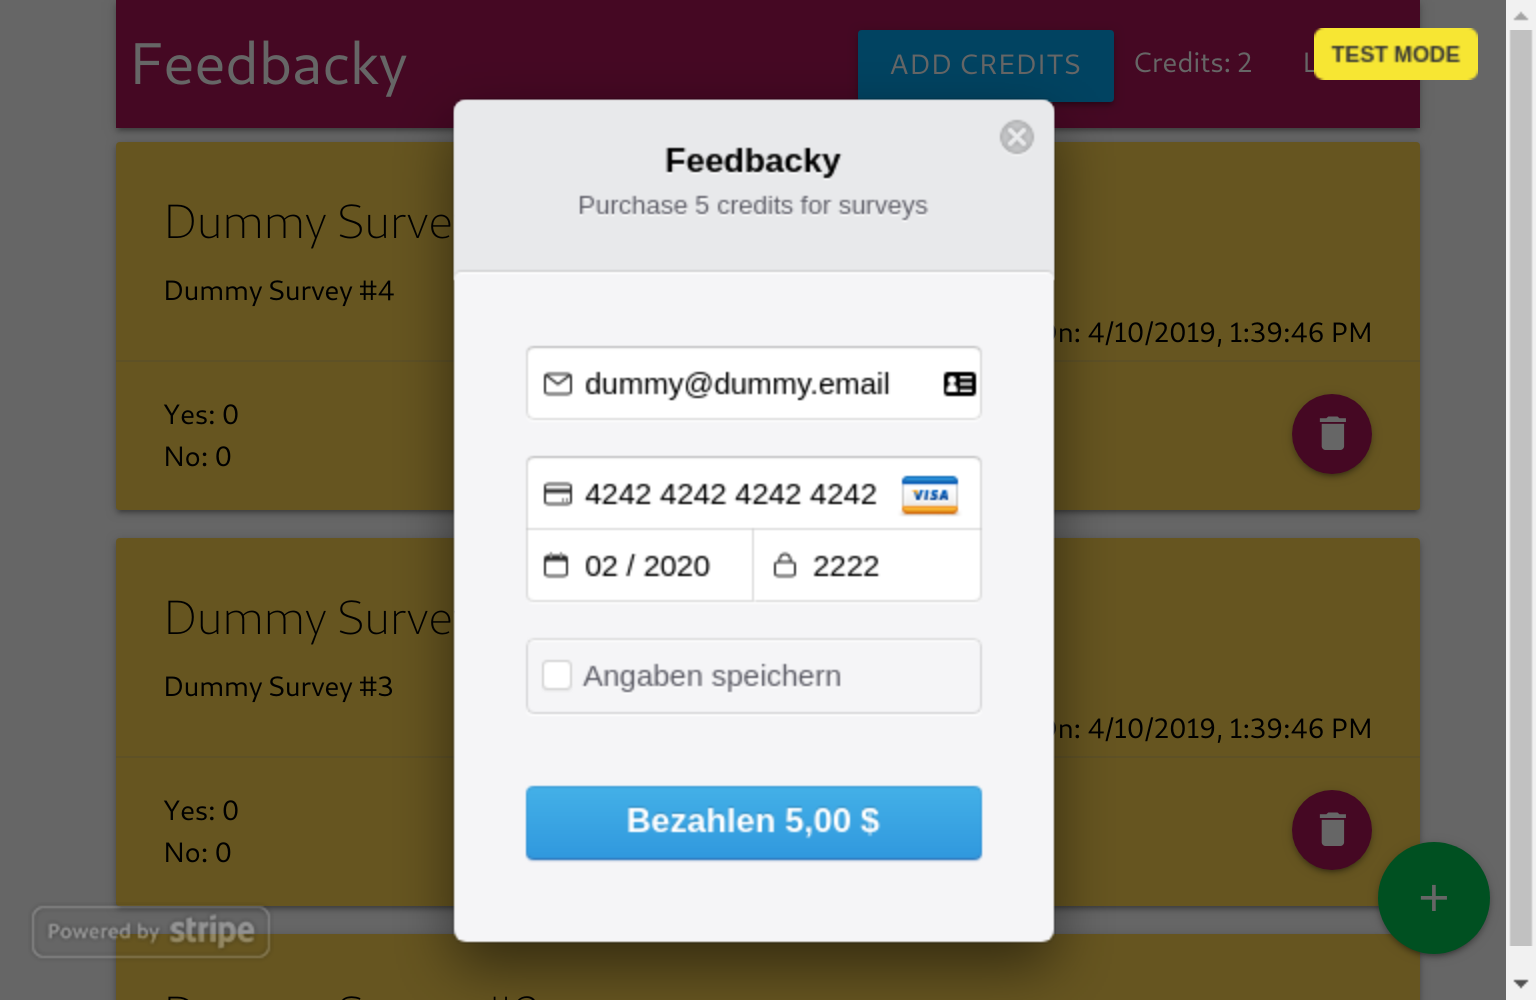 Feedbacky
ADD CREDITS
Credits: 2
TEST MODE
Feedbacky
Purchase 5 credits for surveys
Dummy
Dummy Survey #4
4/10/2019, 1:39:46 PM
Yes: 0
No: 0
dummy@dummy.email
4242 4242 4242 4242
VISA
02 / 2020
2222
Angaben speichern
Bezahlen 5,00 $
Dummy
Dummy Survey #3
4/10/2019, 1:39:46 PM
Yes: 0
No: 0
Powered by stripe